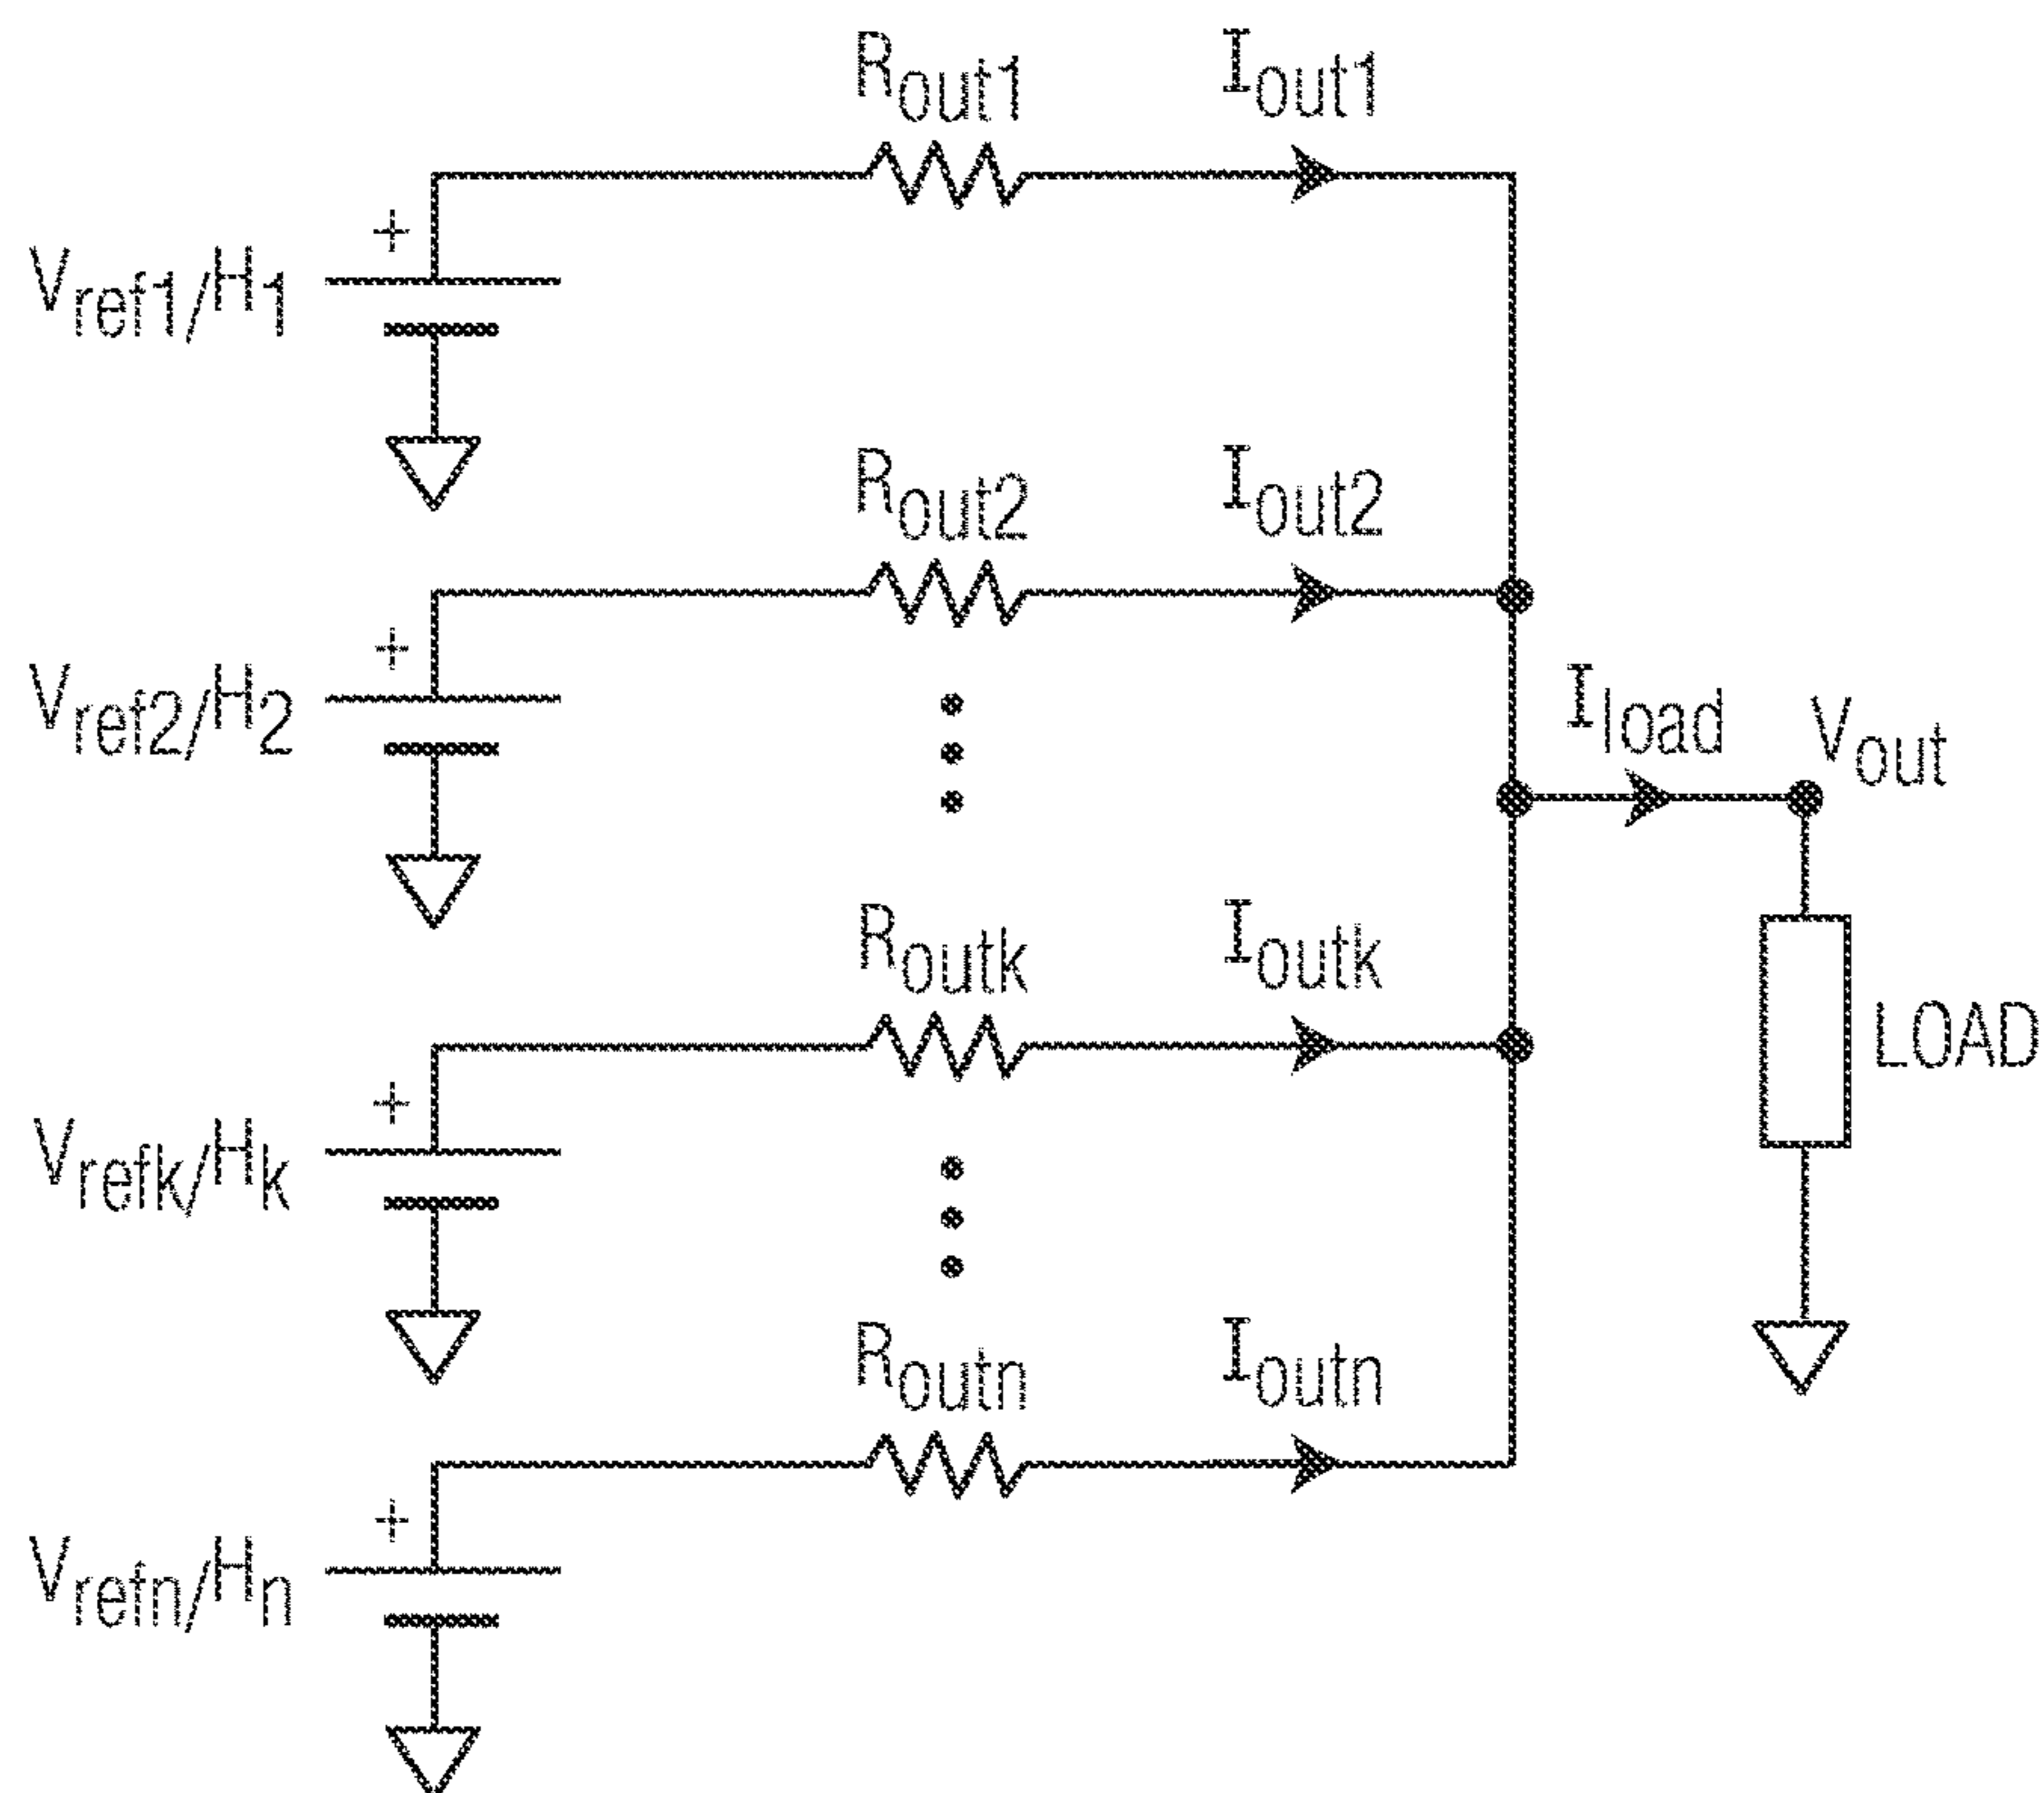 Rout1 Iout1
+
Vref1/H1
Rout2 Iout2
+
Vref2/H2
Iload Vout
Routk Ioutk
LOAD
+
Vrefk/Hk
Routn Ioutn
+
Vrefn/Hn